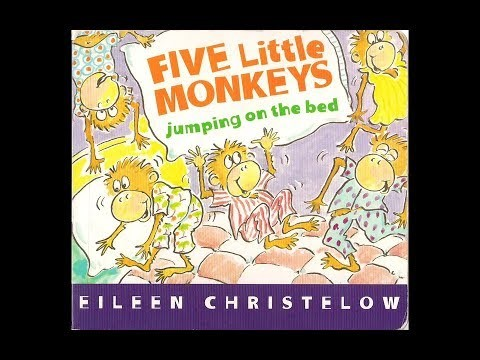 FIVE Little
MONKEYS
jumping on the bed
EILEEN CHRISTELOW